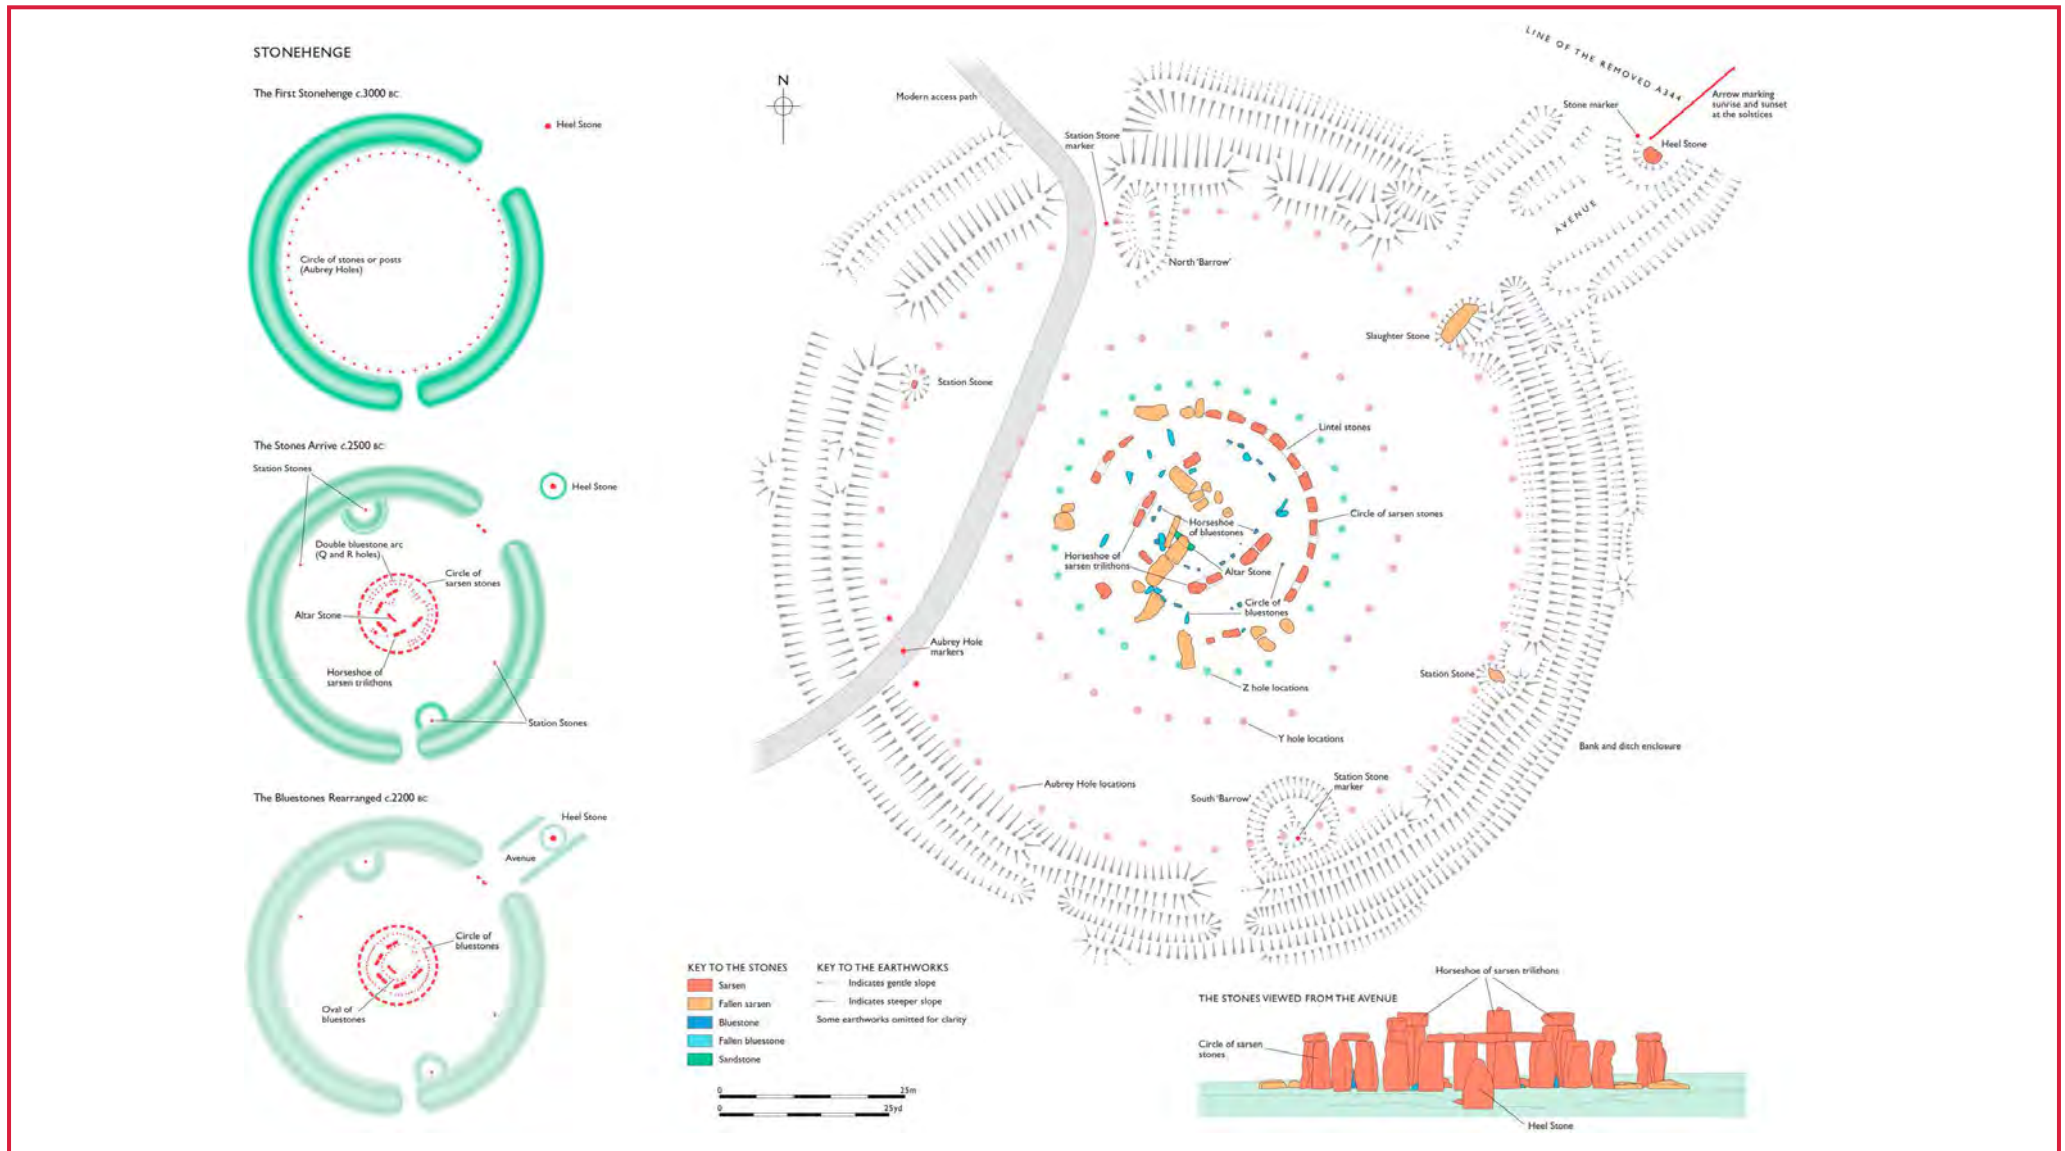 STONEHENGE
The First Stonehenge c.3000 BC
Heel Stone
Circle of stones or posts
(Aubrey Holes)
The Stones Arrive c.2500 BC
Station Stones
Heel Stone
Double bluestone arc
(Q and R holes)
Circle of
sarsen stones
Altar Stone
Horseshoe of
sarsen trilithons
Station Stones
The Bluestones Rearranged c.2200 BC
Heel Stone
Avenue
Circle of
bluestones
Oval of
bluestones
N
Modern access path
Station Stone
marker
LINE OF THE REMOVED A344
Stone marker
Arrow marking
sunrise and sunset
at the solstices
Heel Stone
AVENUE
North 'Barrow'
Slaughter Stone
Station Stone
Lintel stones
Circle of sarsen stones
Horseshoe
of bluestones
Horseshoe of
sarsen trilithons
Altar Stone
Circle of
bluestones
Aubrey Hole
markers
Station Stone
Z hole locations
Y hole locations
Bank and ditch enclosure
Aubrey Hole locations
Station Stone
marker
South 'Barrow'
KEY TO THE STONES
Sarsen
Fallen sarsen
Bluestone
Fallen bluestone
Sandstone
KEY TO THE EARTHWORKS
Indicates gentle slope
Indicates steeper slope
Some earthworks omitted for clarity
0 25m
0 25yd
Horseshoe of sarsen trilithons
THE STONES VIEWED FROM THE AVENUE
Circle of sarsen
stones
Heel Stone